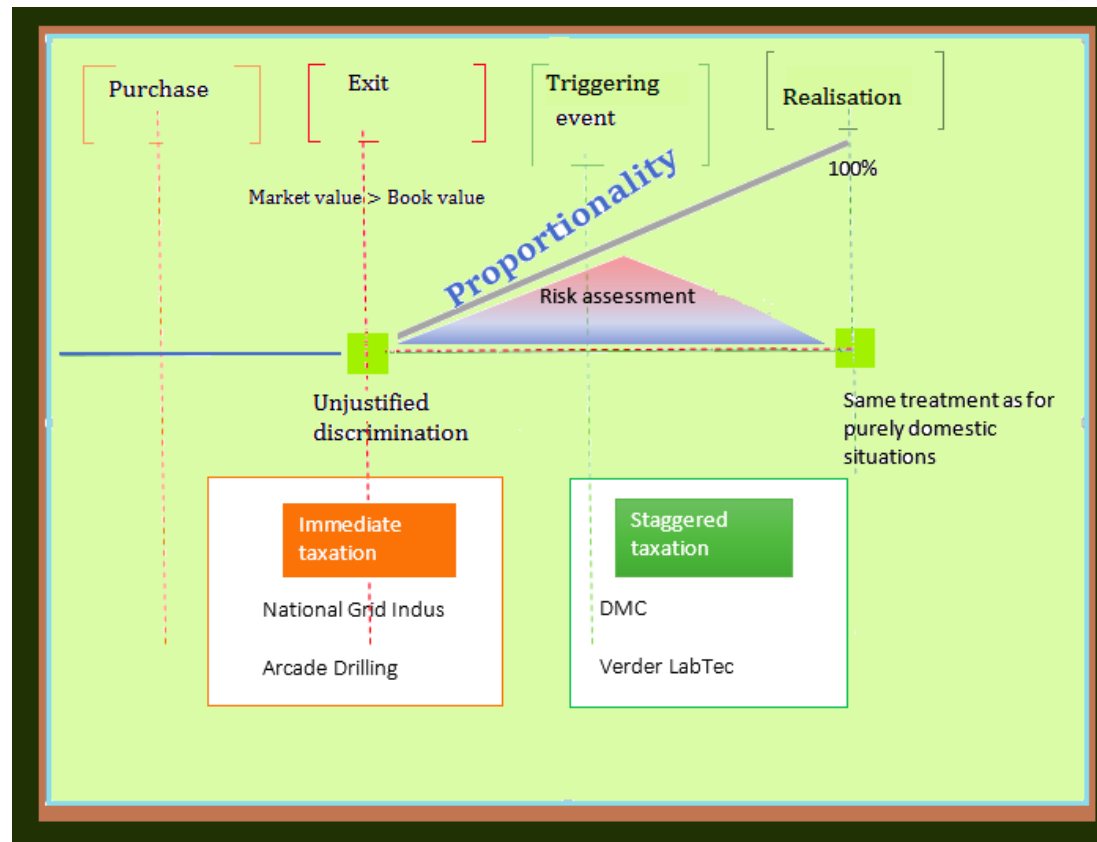 Purchase
Exit
Triggering
event
Realisation
100%
Market value > Book value
Proportionality
Risk assessment
Unjustified
discrimination
Same treatment as for
purely domestic
situations
Immediate
taxation
National Grid Indus
Arcade Drilling
Staggered
taxation
DMC
Verder LabTec